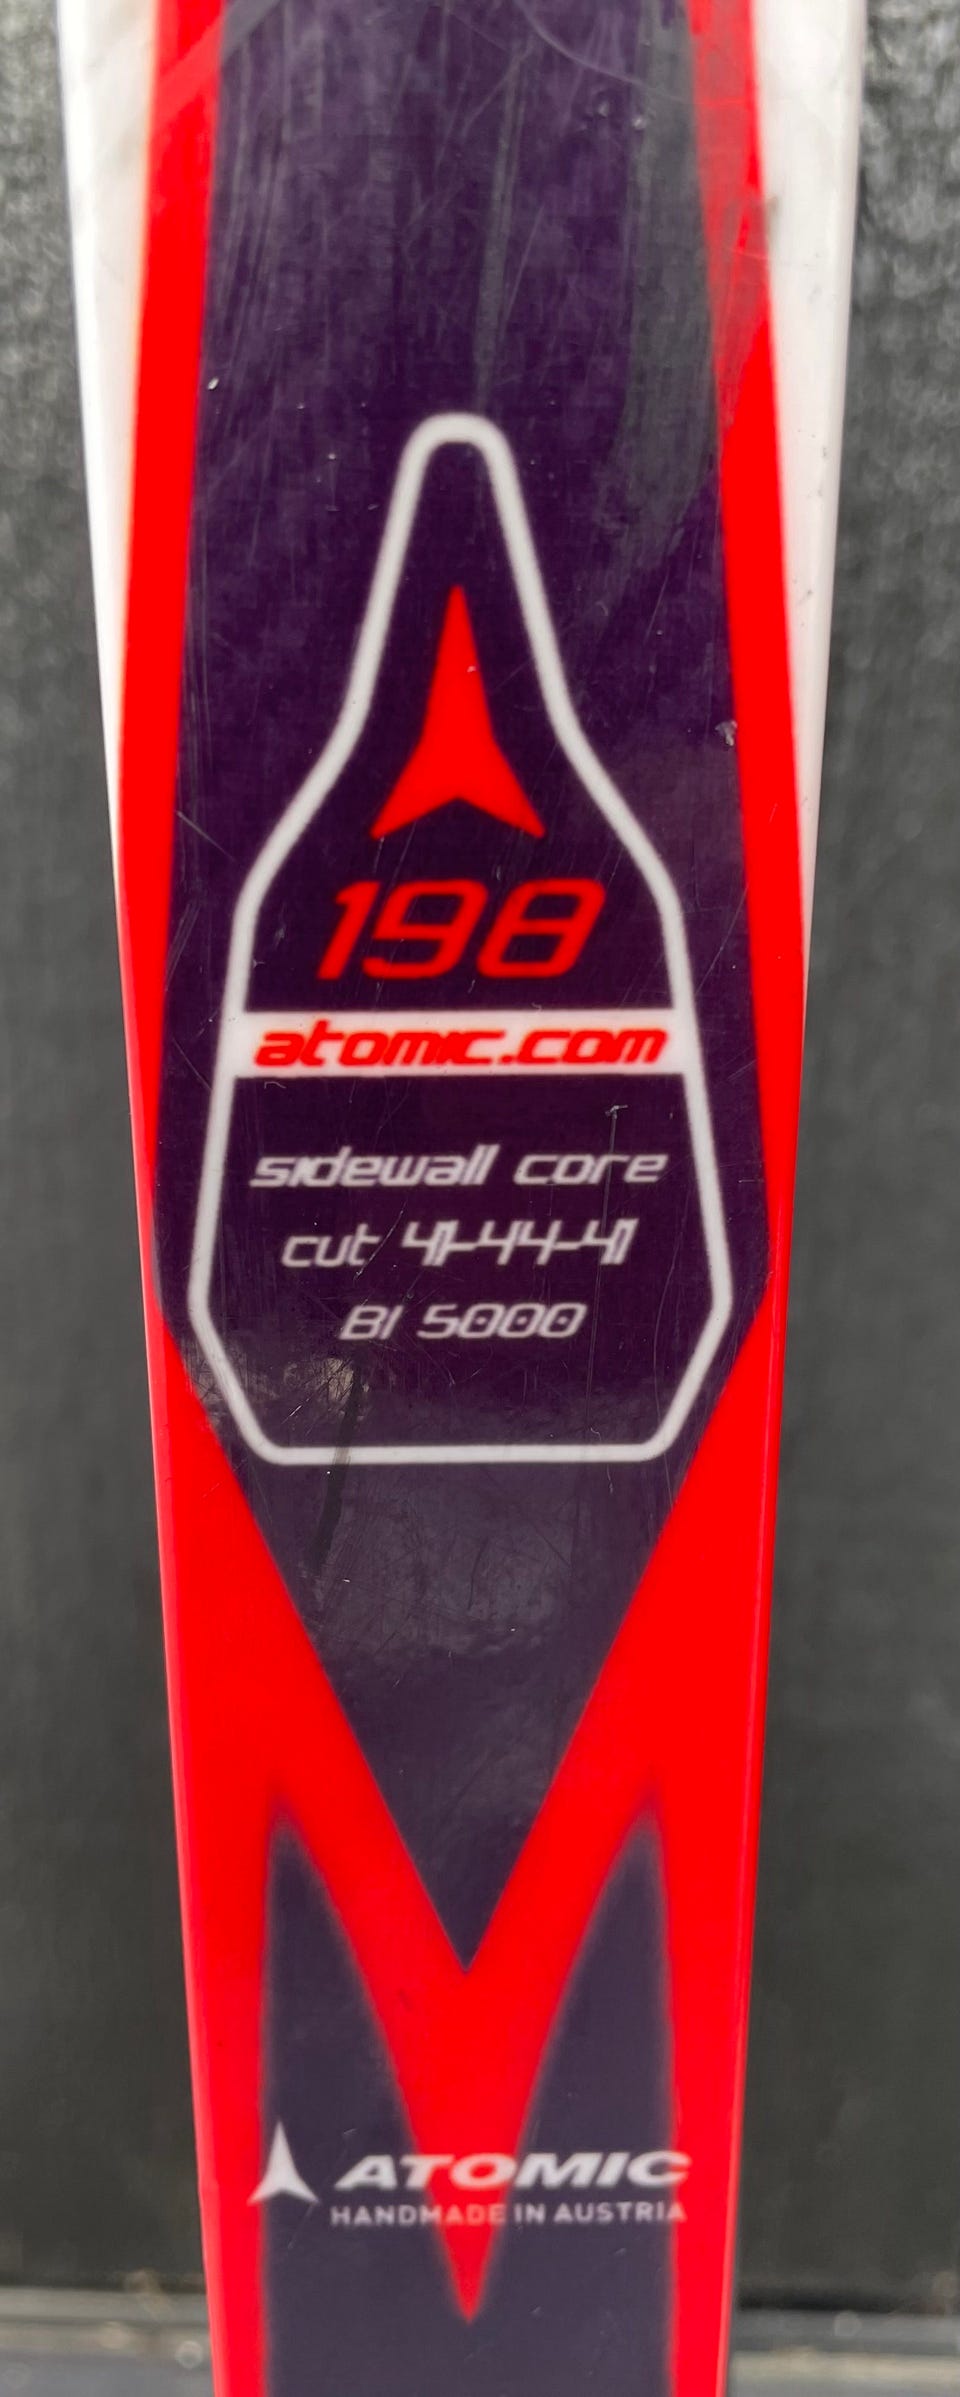 198
atomic.com
sidewall core
cut 41-44-41
BI 5000
ATOMIC
HANDMADE IN AUSTRIA